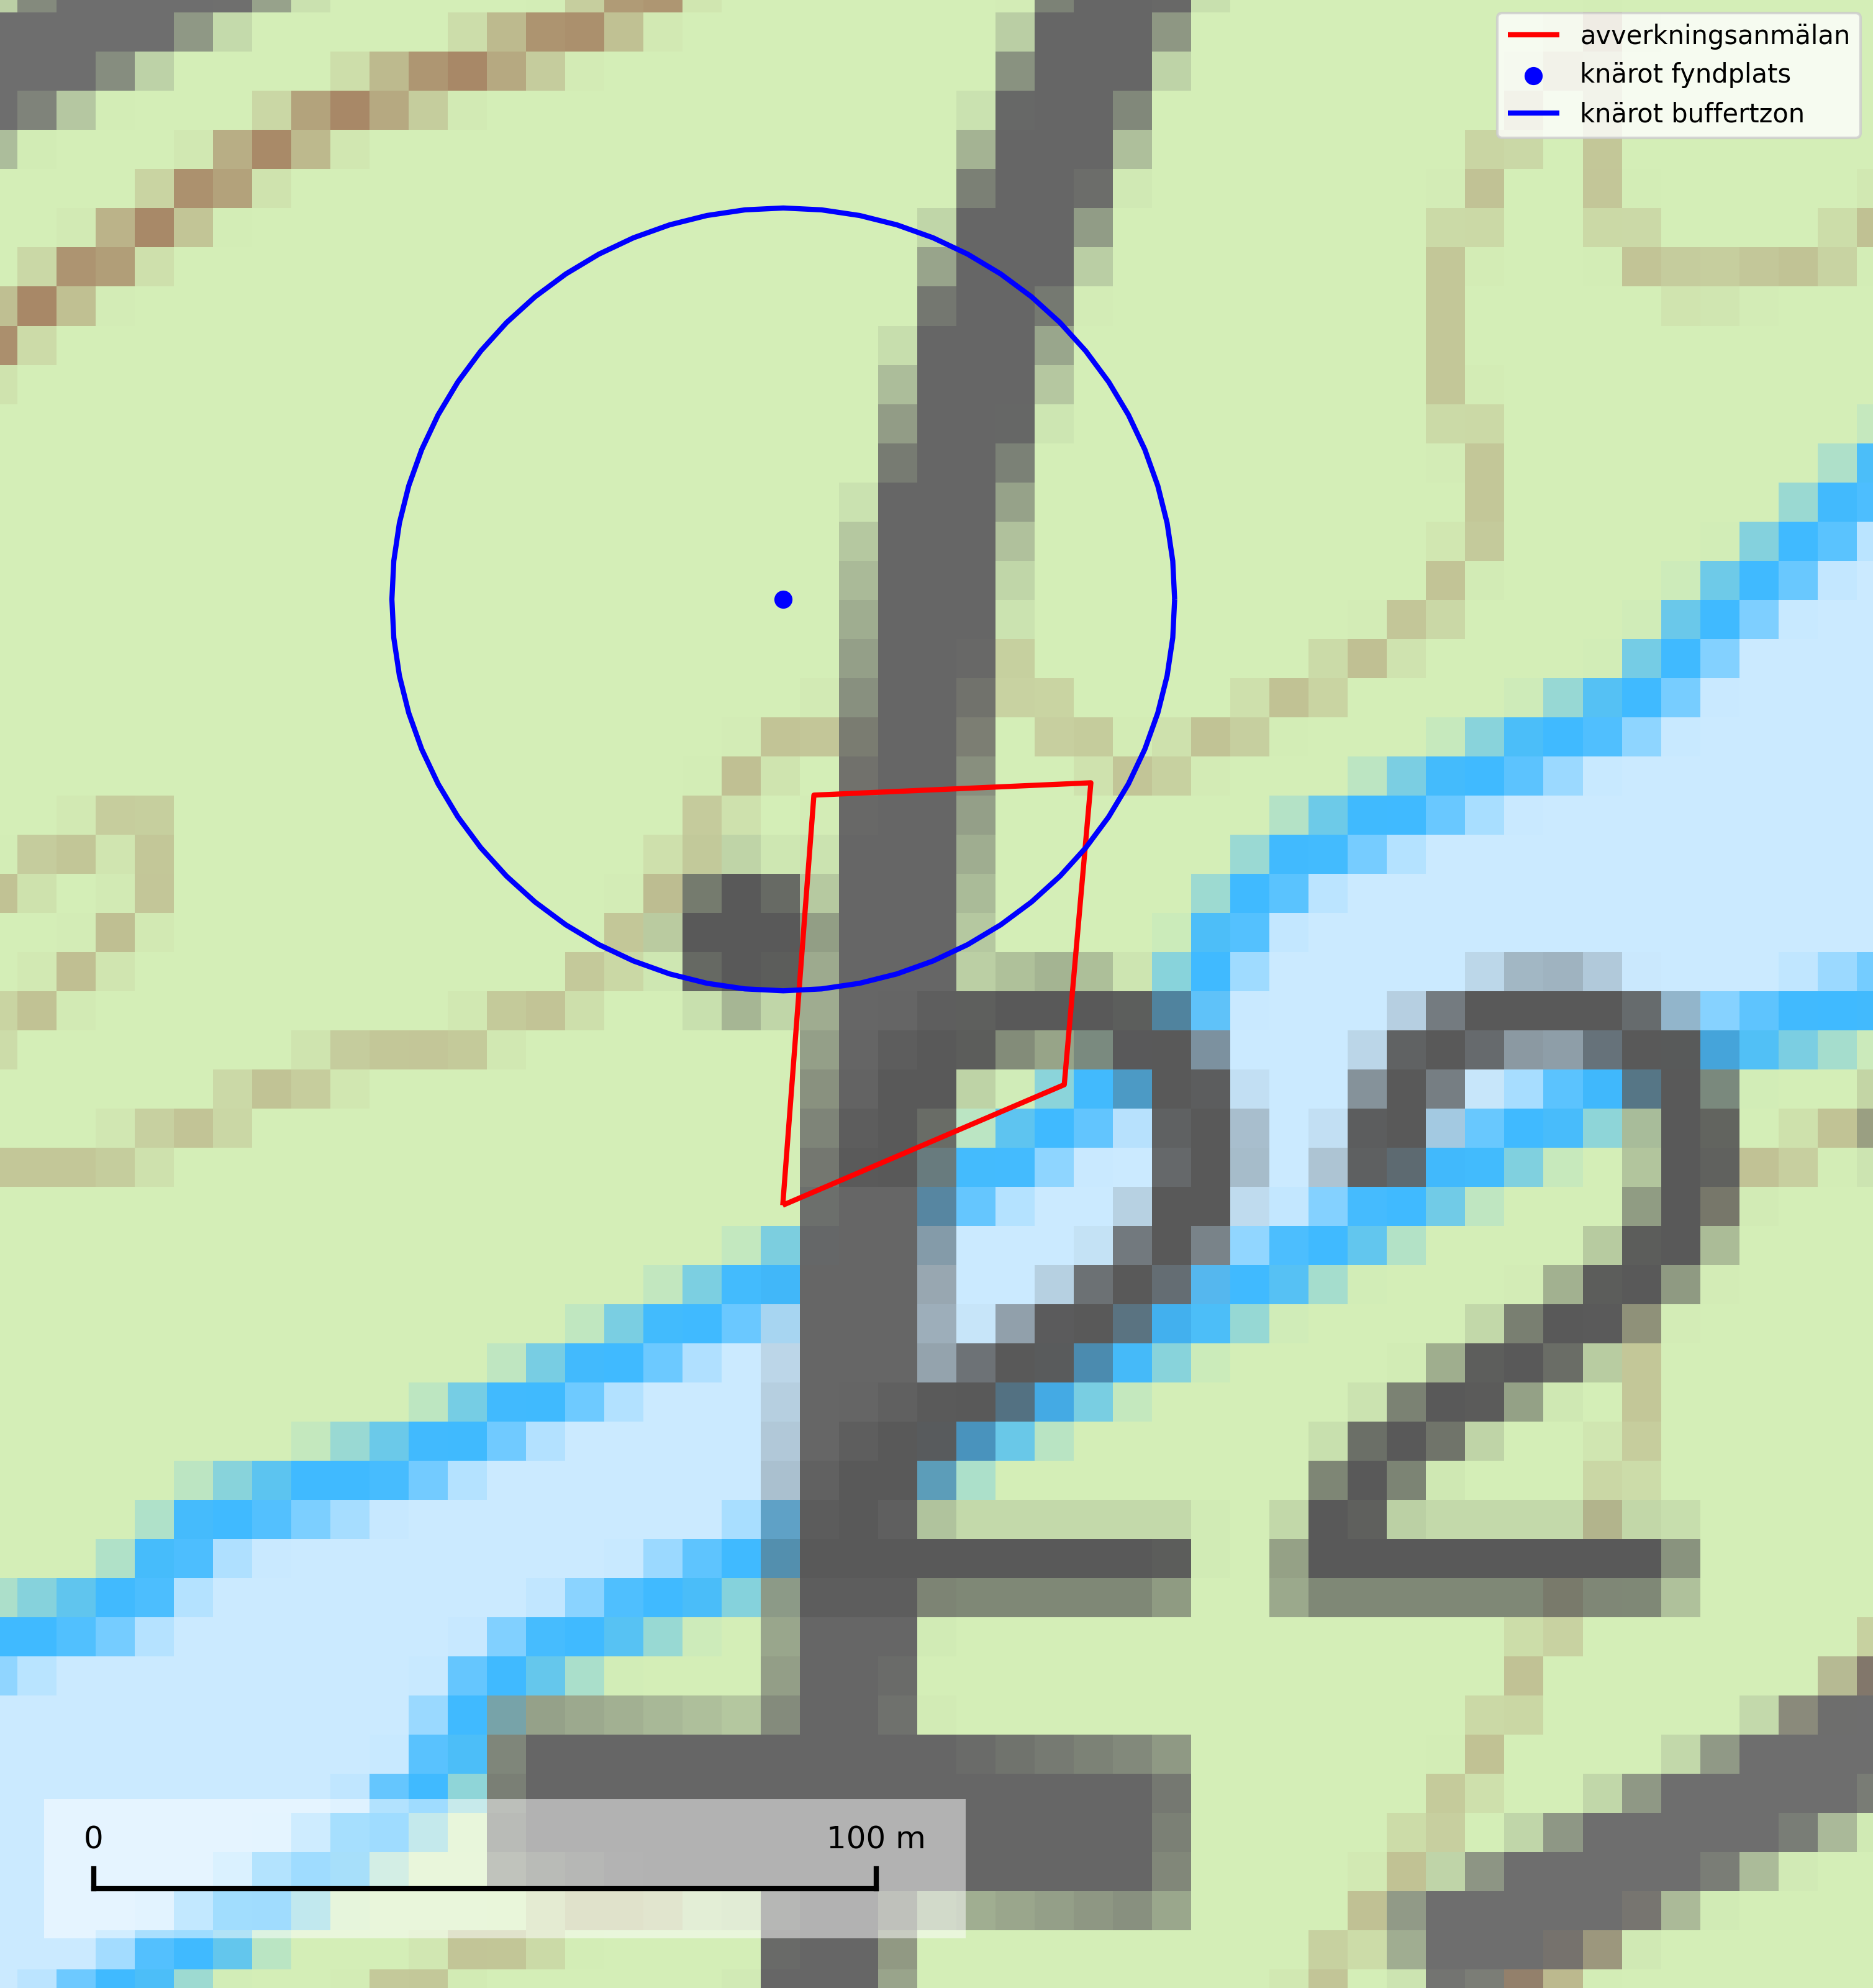 avverkningsanmälan
knärot fyndplats
knärot buffertzon
0 100 m